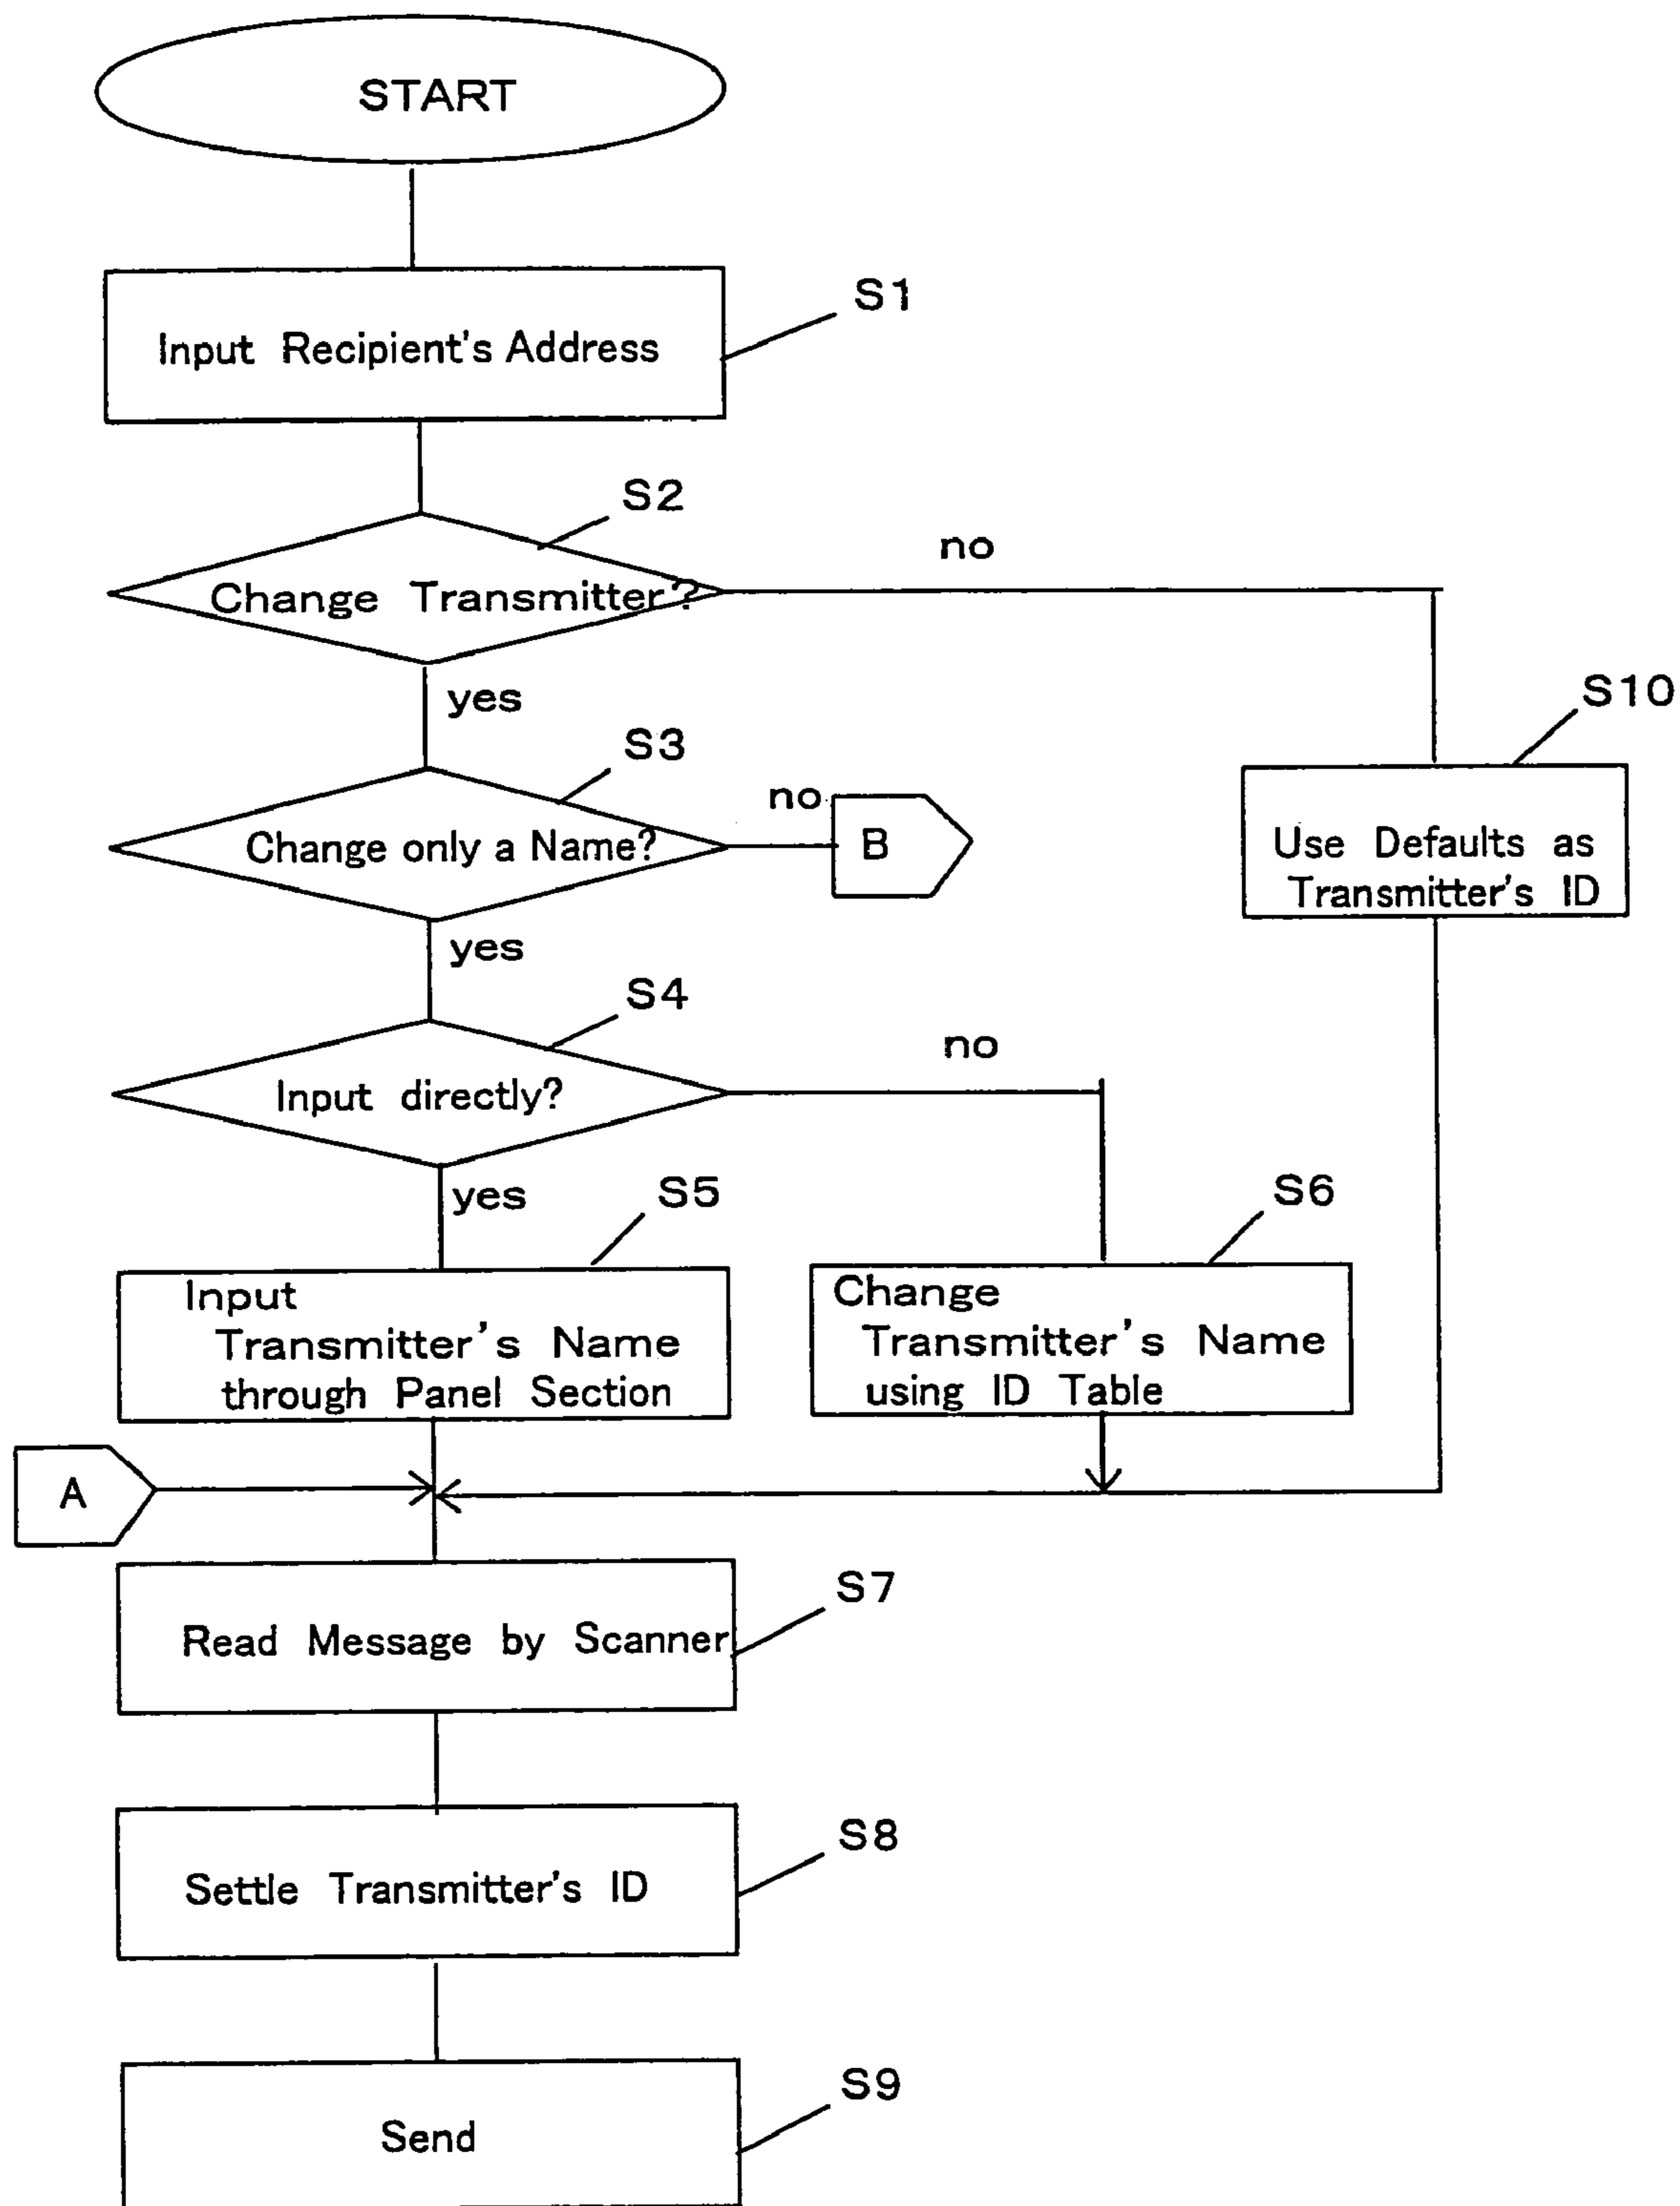 START
S1
Input Recipient's Address
S2
no
Change Transmitter?
yes
S10
S3
no
Change only a Name?
B
Use Defaults as
Transmitter's ID
yes
S4
no
Input directly?
yes
S5
S6
Input
Transmitter's Name
through Panel Section
Change
Transmitter's Name
using ID Table
A
S7
Read Message by Scanner
S8
Settle Transmitter's ID
S9
Send